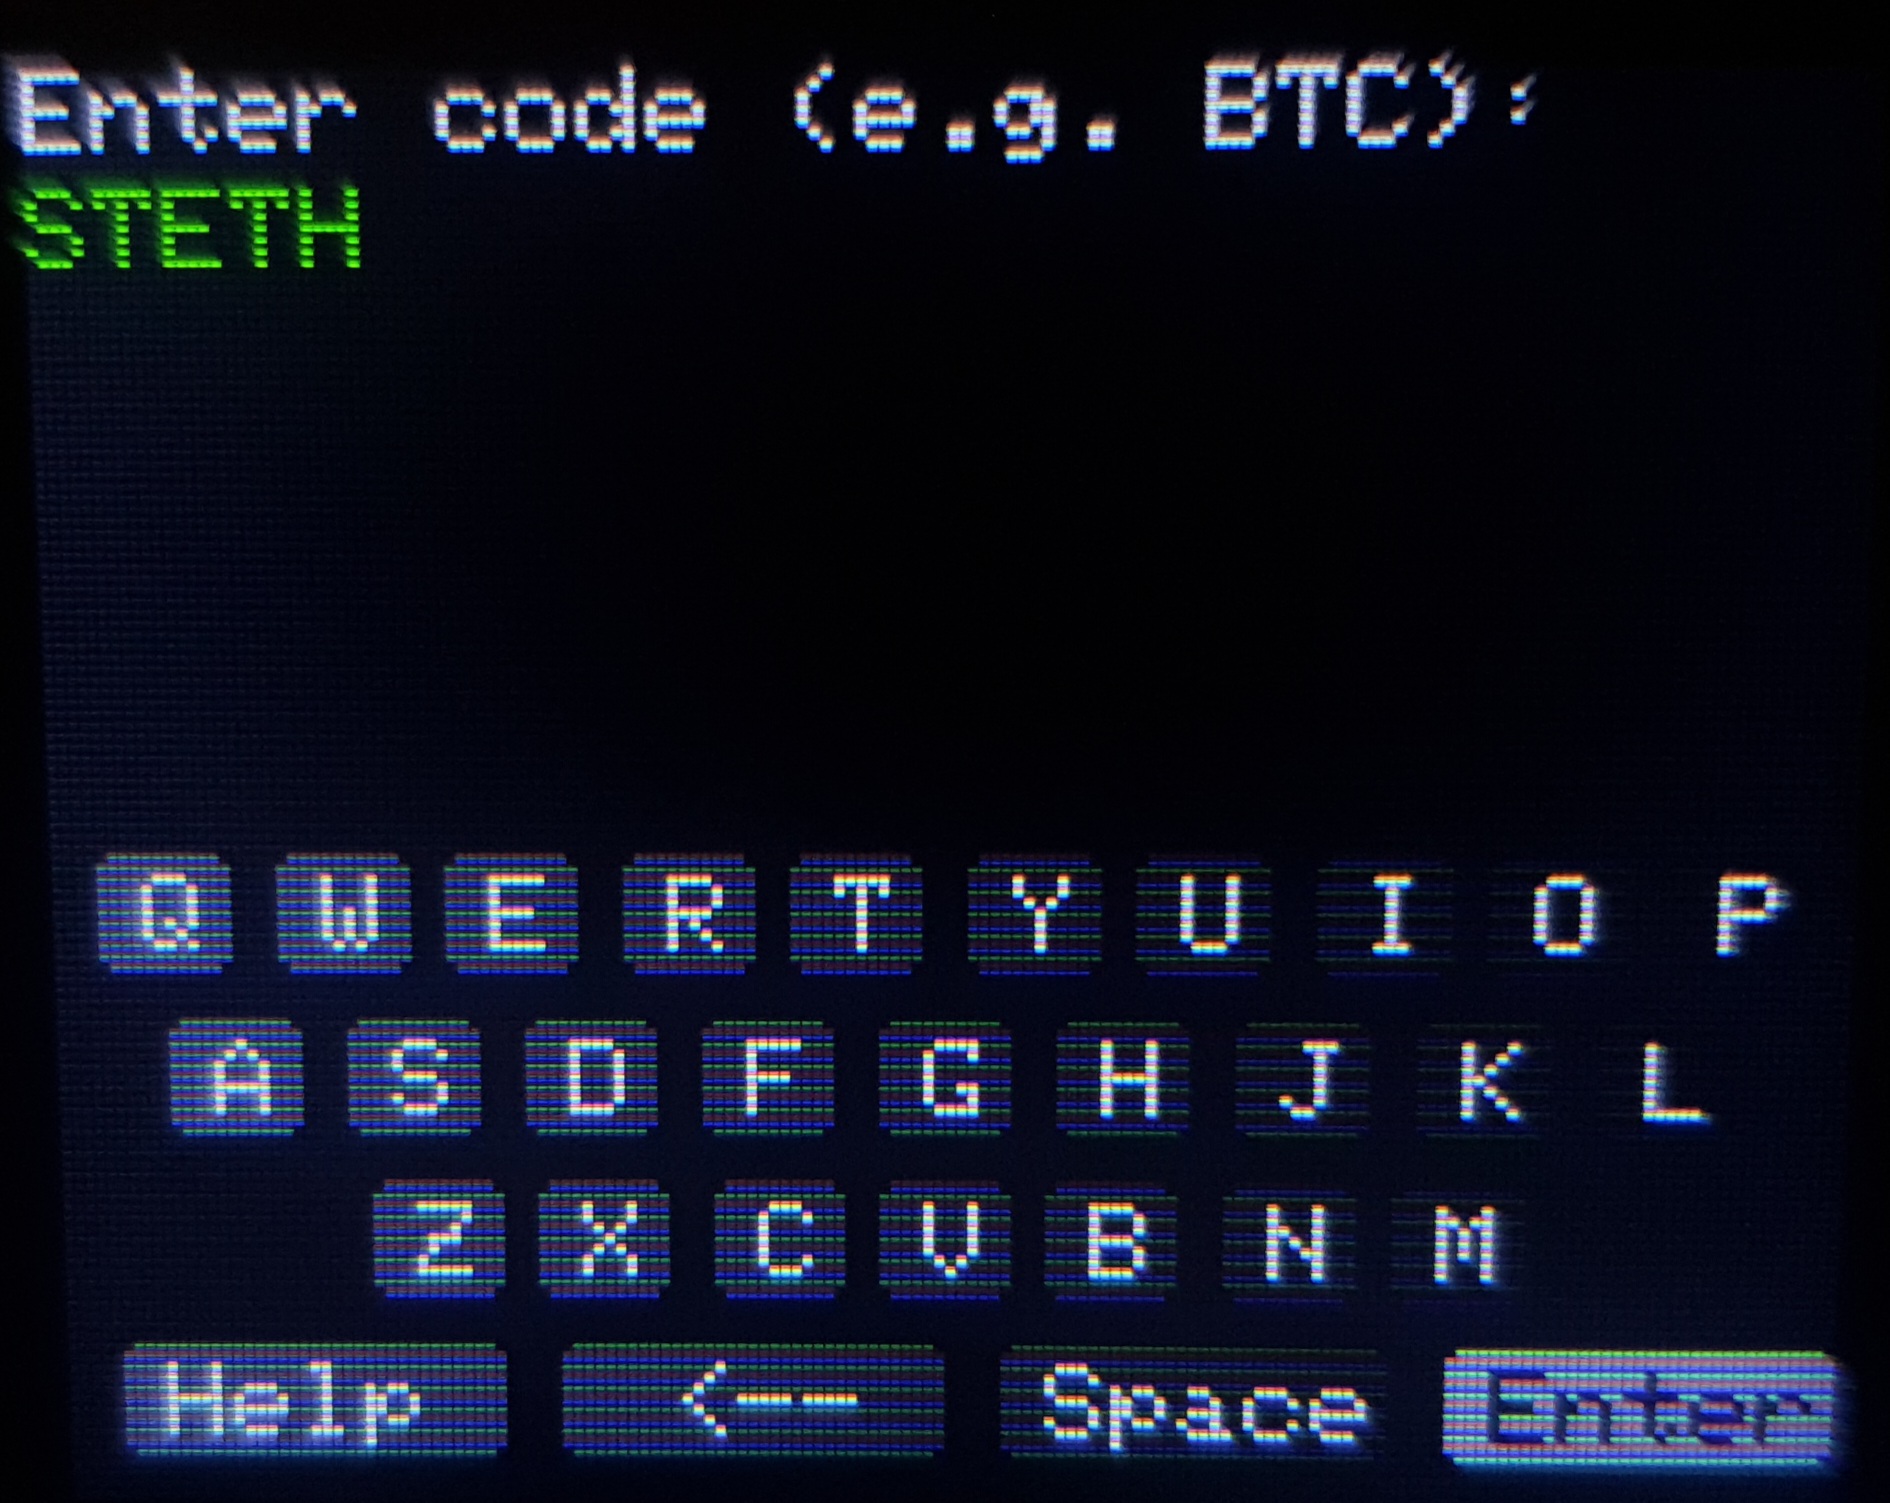 Enter code (e.g. BTC):
STETH
Q W E R T Y U I O P
A S D F G H J K L
Z X C V B N M
Help <-- Space Enter